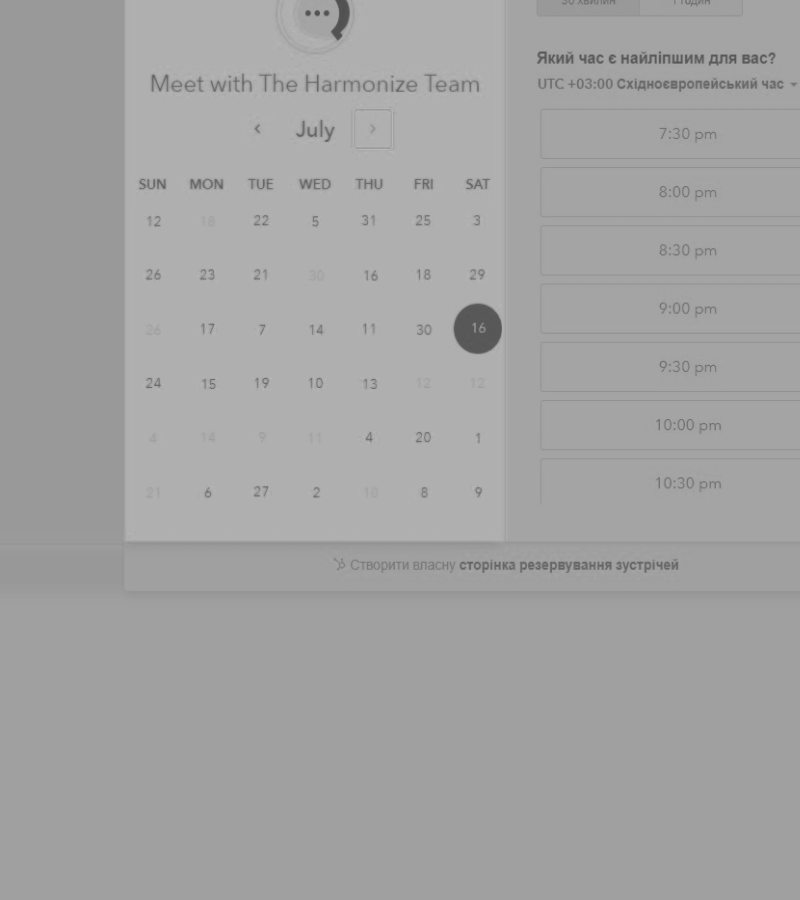 30 хвилин 1 годин
Meet with The Harmonize Team
July
SUN MON TUE WED THU FRI SAT
12 18 22 5 31 25 3
26 23 21 30 16 18 29
26 17 7 14 11 30 16
24 15 19 10 13 12 12
4 14 9 11 4 20 1
21 6 27 2 10 8 9
Який час є найліпшим для вас?
UTC +03:00 Східноєвропейський час
7:30 pm
8:00 pm
8:30 pm
9:00 pm
9:30 pm
10:00 pm
10:30 pm
Створити власну сторінка резервування зустрічей